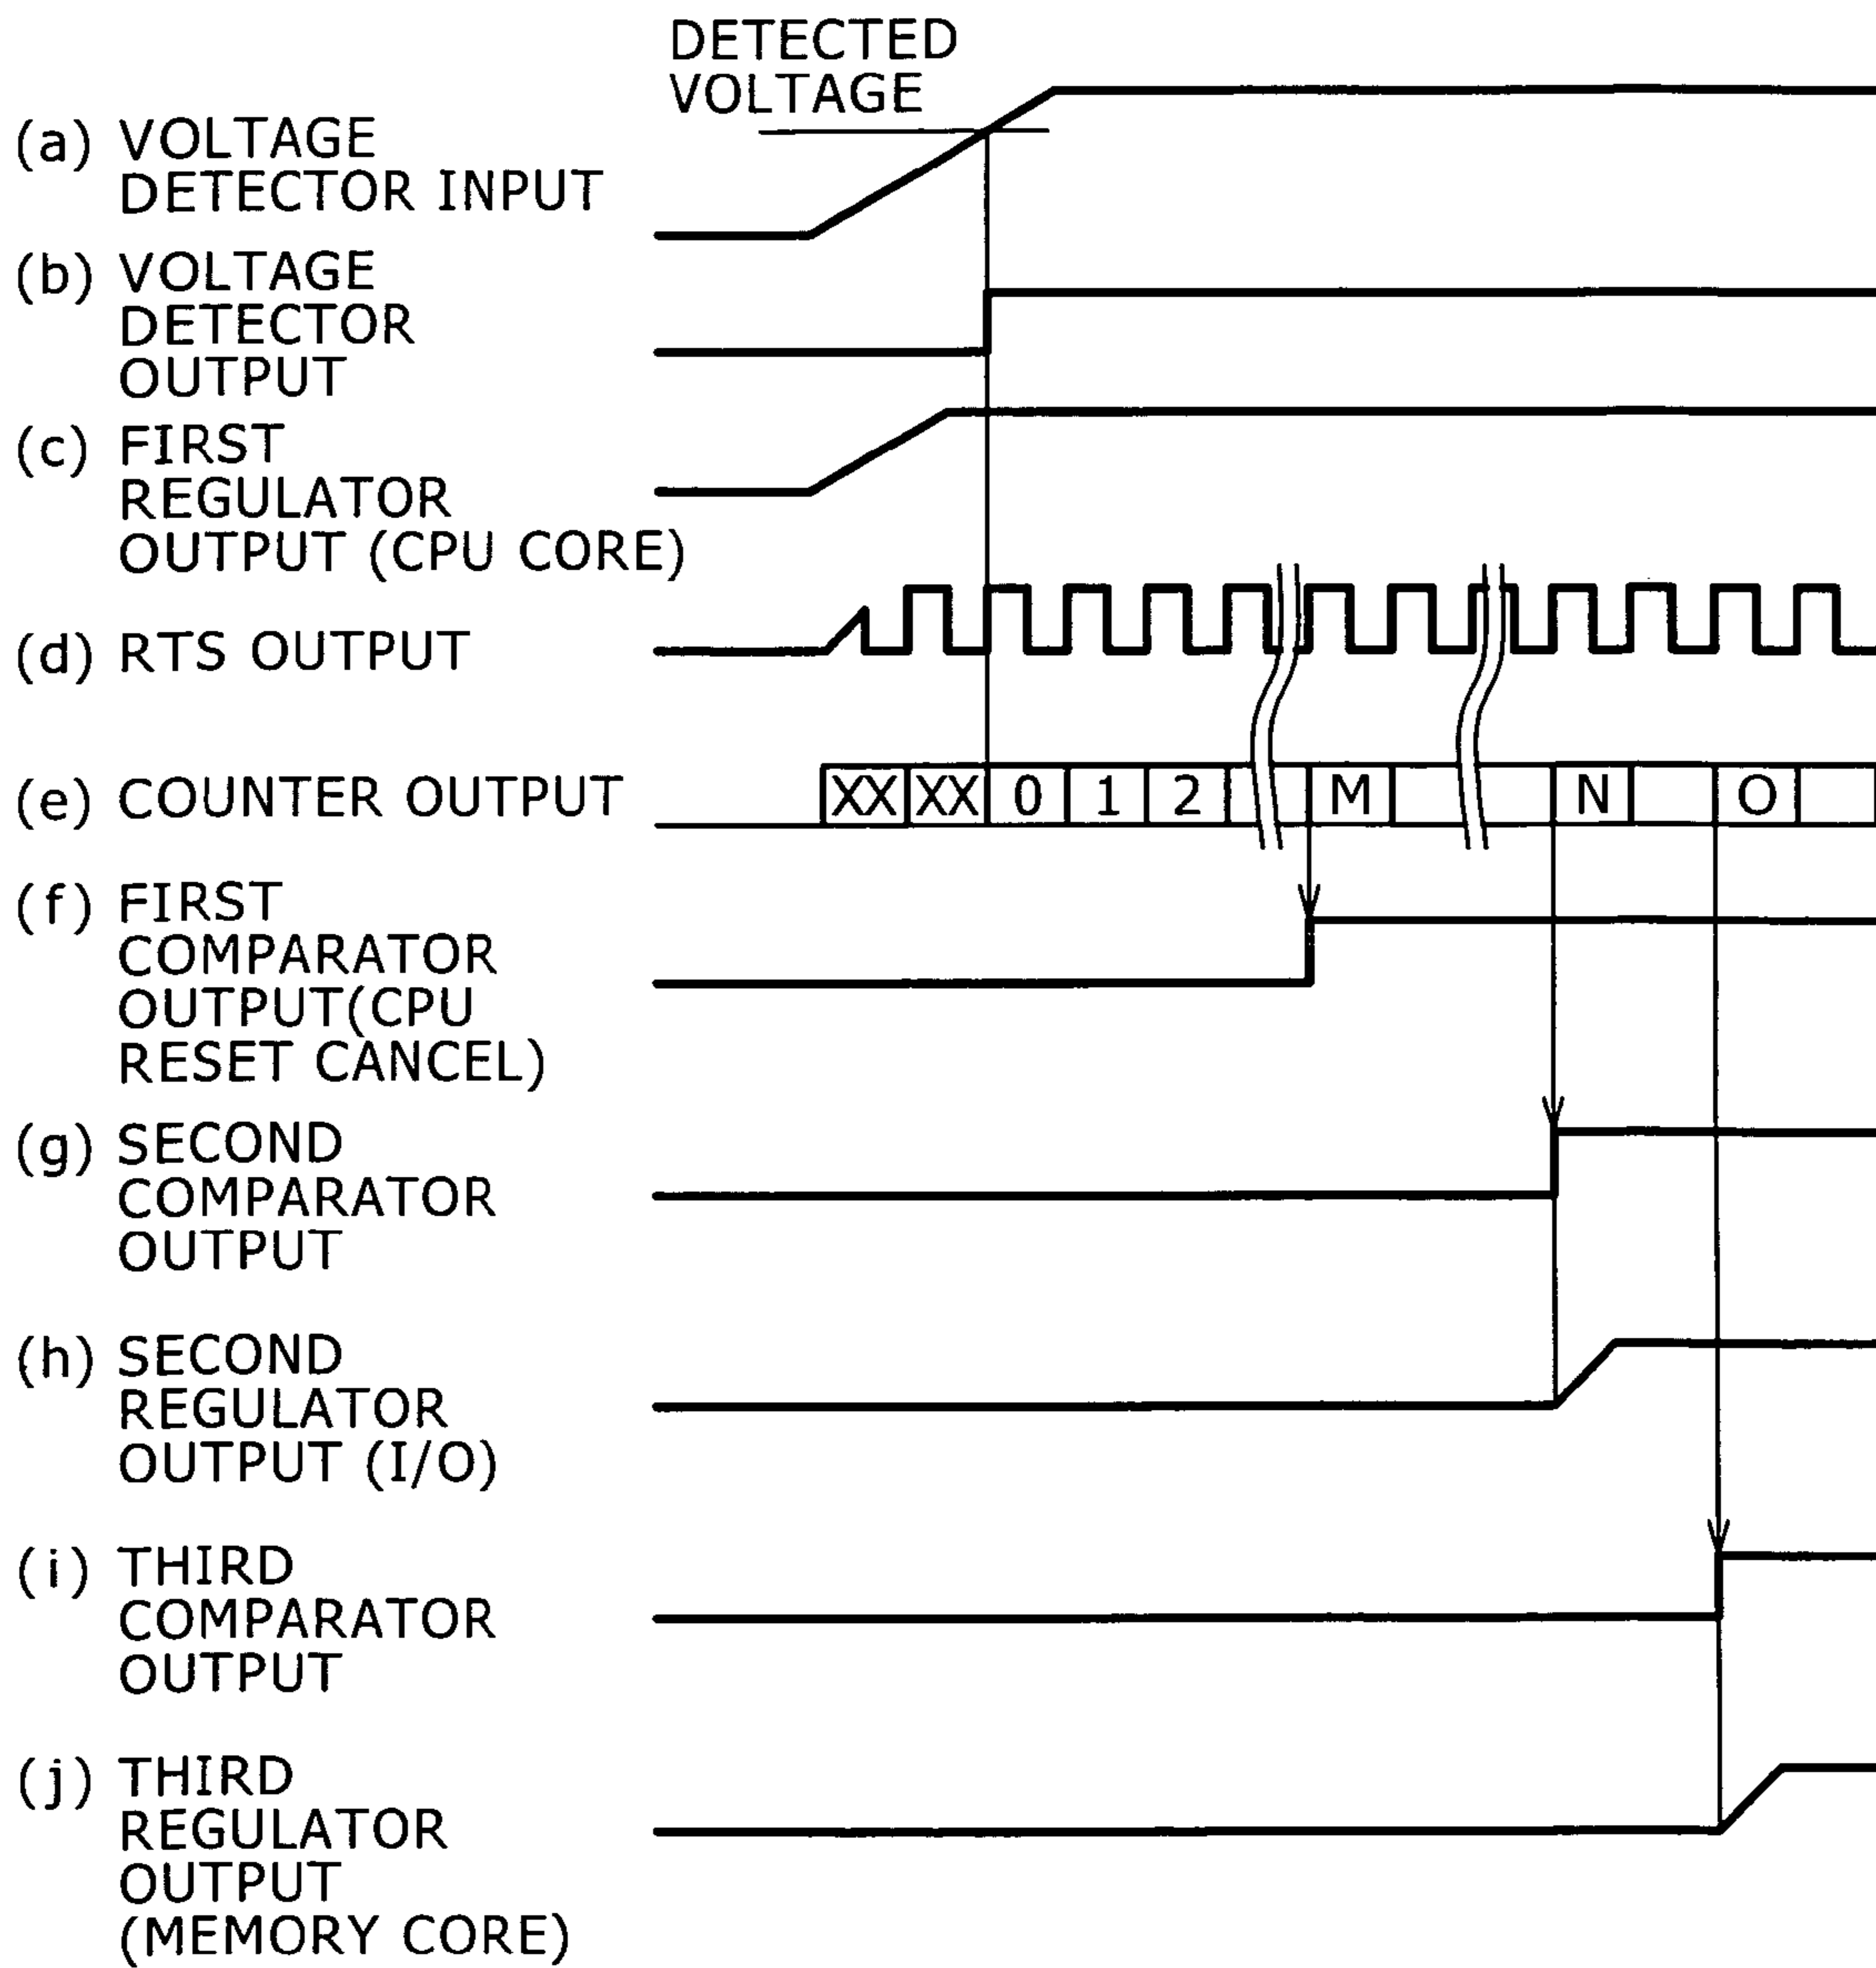 DETECTED
VOLTAGE
(a) VOLTAGE
DETECTOR INPUT
(b) VOLTAGE
DETECTOR
OUTPUT
(c) FIRST
REGULATOR
OUTPUT (CPU CORE)
(d) RTS OUTPUT
(e) COUNTER OUTPUT
XX XX 0 1 2 M N O
(f) FIRST
COMPARATOR
OUTPUT(CPU
RESET CANCEL)
(g) SECOND
COMPARATOR
OUTPUT
(h) SECOND
REGULATOR
OUTPUT (I/O)
(i) THIRD
COMPARATOR
OUTPUT
(j) THIRD
REGULATOR
OUTPUT
(MEMORY CORE)